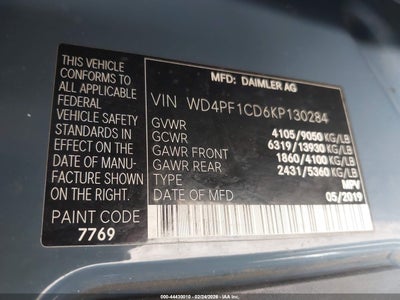 THIS VEHICLE
CONFORMS TO
ALL APPLICABLE
FEDERAL
MOTOR VEHICLE
SAFETY
STANDARDS IN
EFFECT ON THE
DATE OF MANU-
FACTURE SHOWN
ON THE RIGHT.
PAINT CODE
7769
MFD. BY DAIMLER AG
VIN WD4PF1CD6KP130284
GVWR 4105/9050 KG/LB
GCWR 6319/13930 KG/LB
GAWR FRONT 1860/4100 KG/LB
GAWR REAR 2431/5360 KG/LB
TYPE MPV
DATE OF MFD 05/2019
000-44430010 - 02/24/2026 - IAA